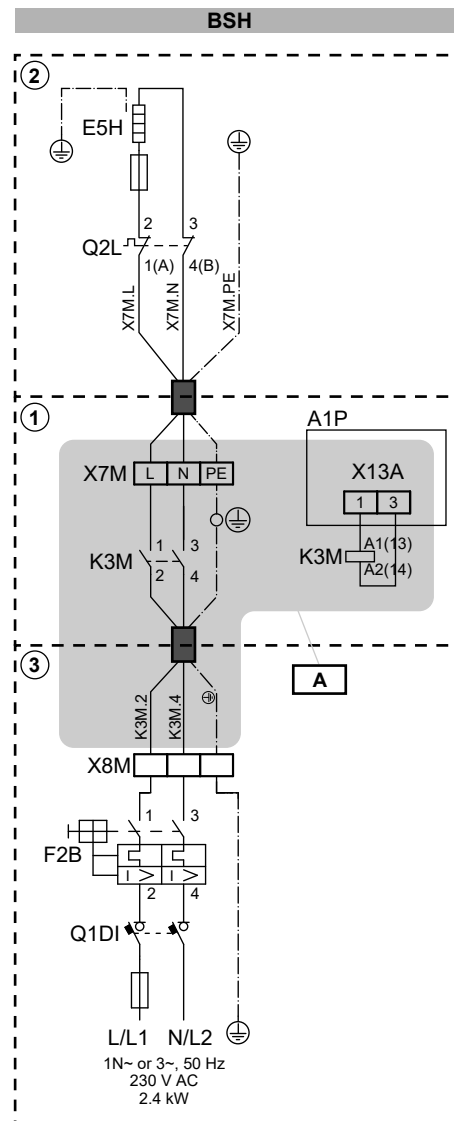 BSH
2
E5H
2 3
Q2L
1(A) 4(B)
X7M.L
X7M.N
X7M.PE
1
A1P
X7M L N PE
X13A
1 3
K3M
1 3
2 4
K3M
A1(13)
A2(14)
3
A
K3M.2
K3M.4
X8M
1 3
F2B
I > I >
2 4
Q1DI
L/L1 N/L2
1N~ or 3~, 50 Hz
230 V AC
2.4 kW